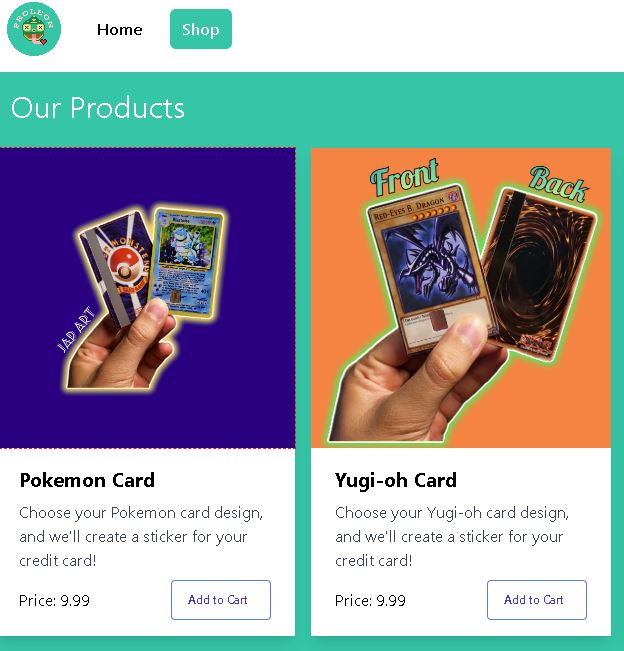 PROLEON
Home
Shop
Our Products
JAP ART
Blastoise
Front
Back
Red-Eyes B. Dragon
Pokemon Card
Choose your Pokemon card design,
and we'll create a sticker for your
credit card!
Price: 9.99
Add to Cart
Yugi-oh Card
Choose your Yugi-oh card design,
and we'll create a sticker for your
credit card!
Price: 9.99
Add to Cart